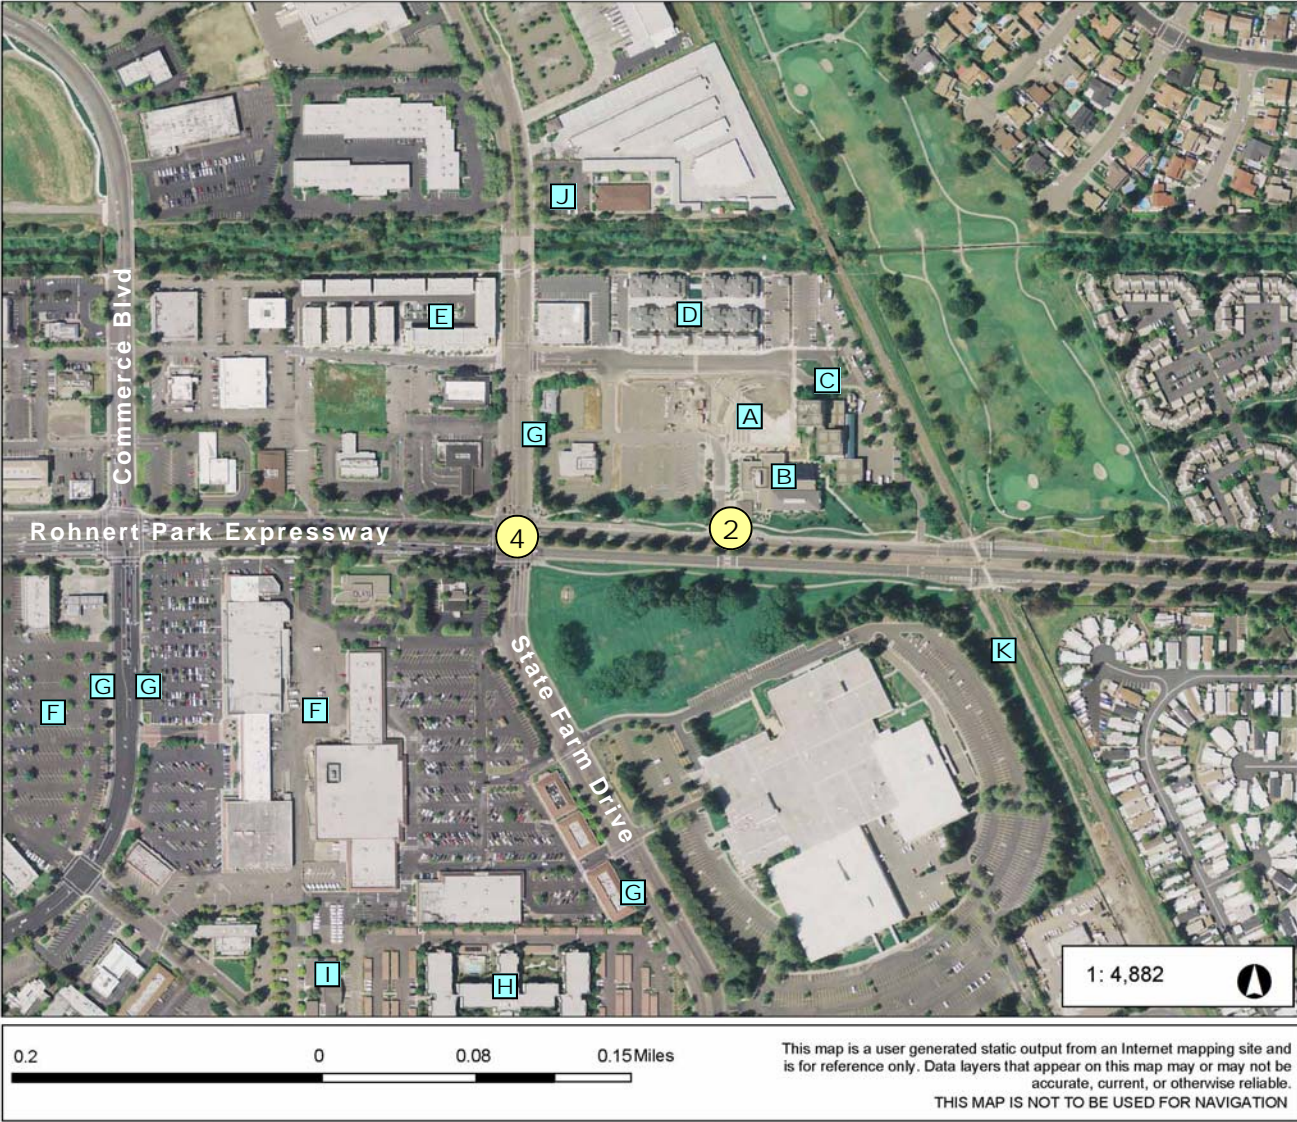 J
E
D
C
A
G
B
Commerce Blvd
Rohnert Park Expressway
4
2
State Farm Drive
K
G
G
F
F
G
I
H
1: 4,882
0.2
0
0.08
0.15Miles
This map is a user generated static output from an Internet mapping site and
is for reference only. Data layers that appear on this map may or may not be
accurate, current, or otherwise reliable.
THIS MAP IS NOT TO BE USED FOR NAVIGATION